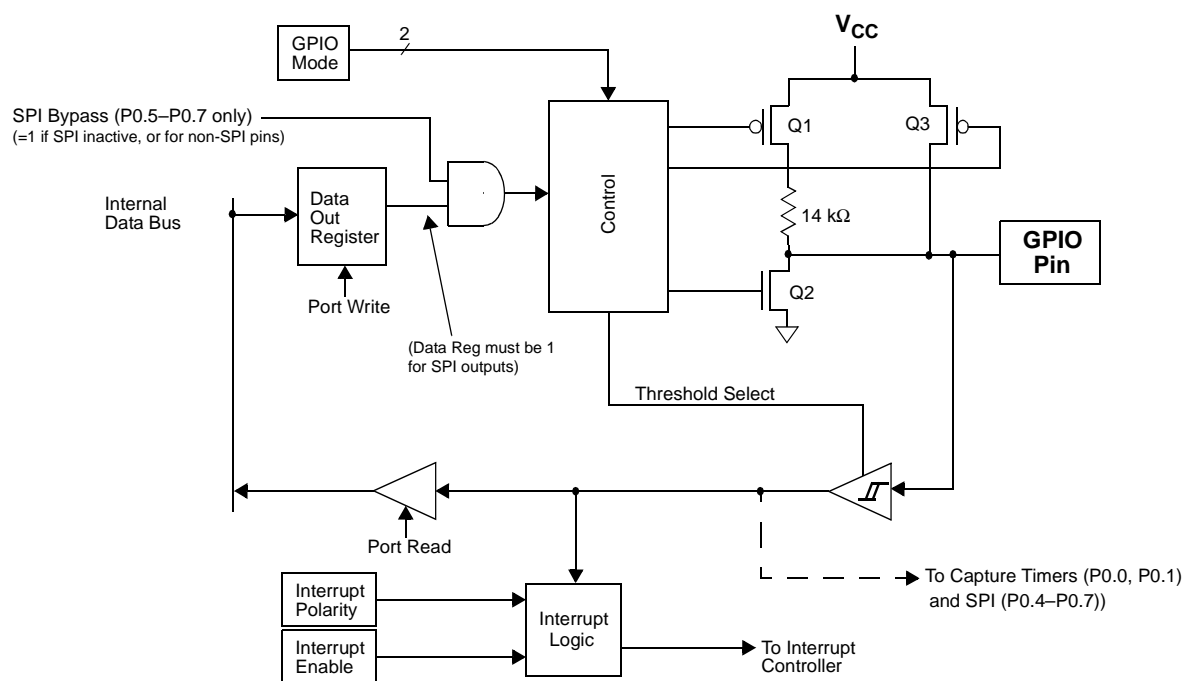 GPIO
Mode
2
VCC
SPI Bypass (P0.5–P0.7 only)
(=1 if SPI inactive, or for non-SPI pins)
Q1
Q3
Internal
Data Bus
Data
Out
Register
Control
14 kΩ
GPIO
Pin
Q2
Port Write
(Data Reg must be 1
for SPI outputs)
Threshold Select
Port Read
To Capture Timers (P0.0, P0.1)
and SPI (P0.4–P0.7))
Interrupt
Polarity
Interrupt
Logic
Interrupt
Enable
To Interrupt
Controller